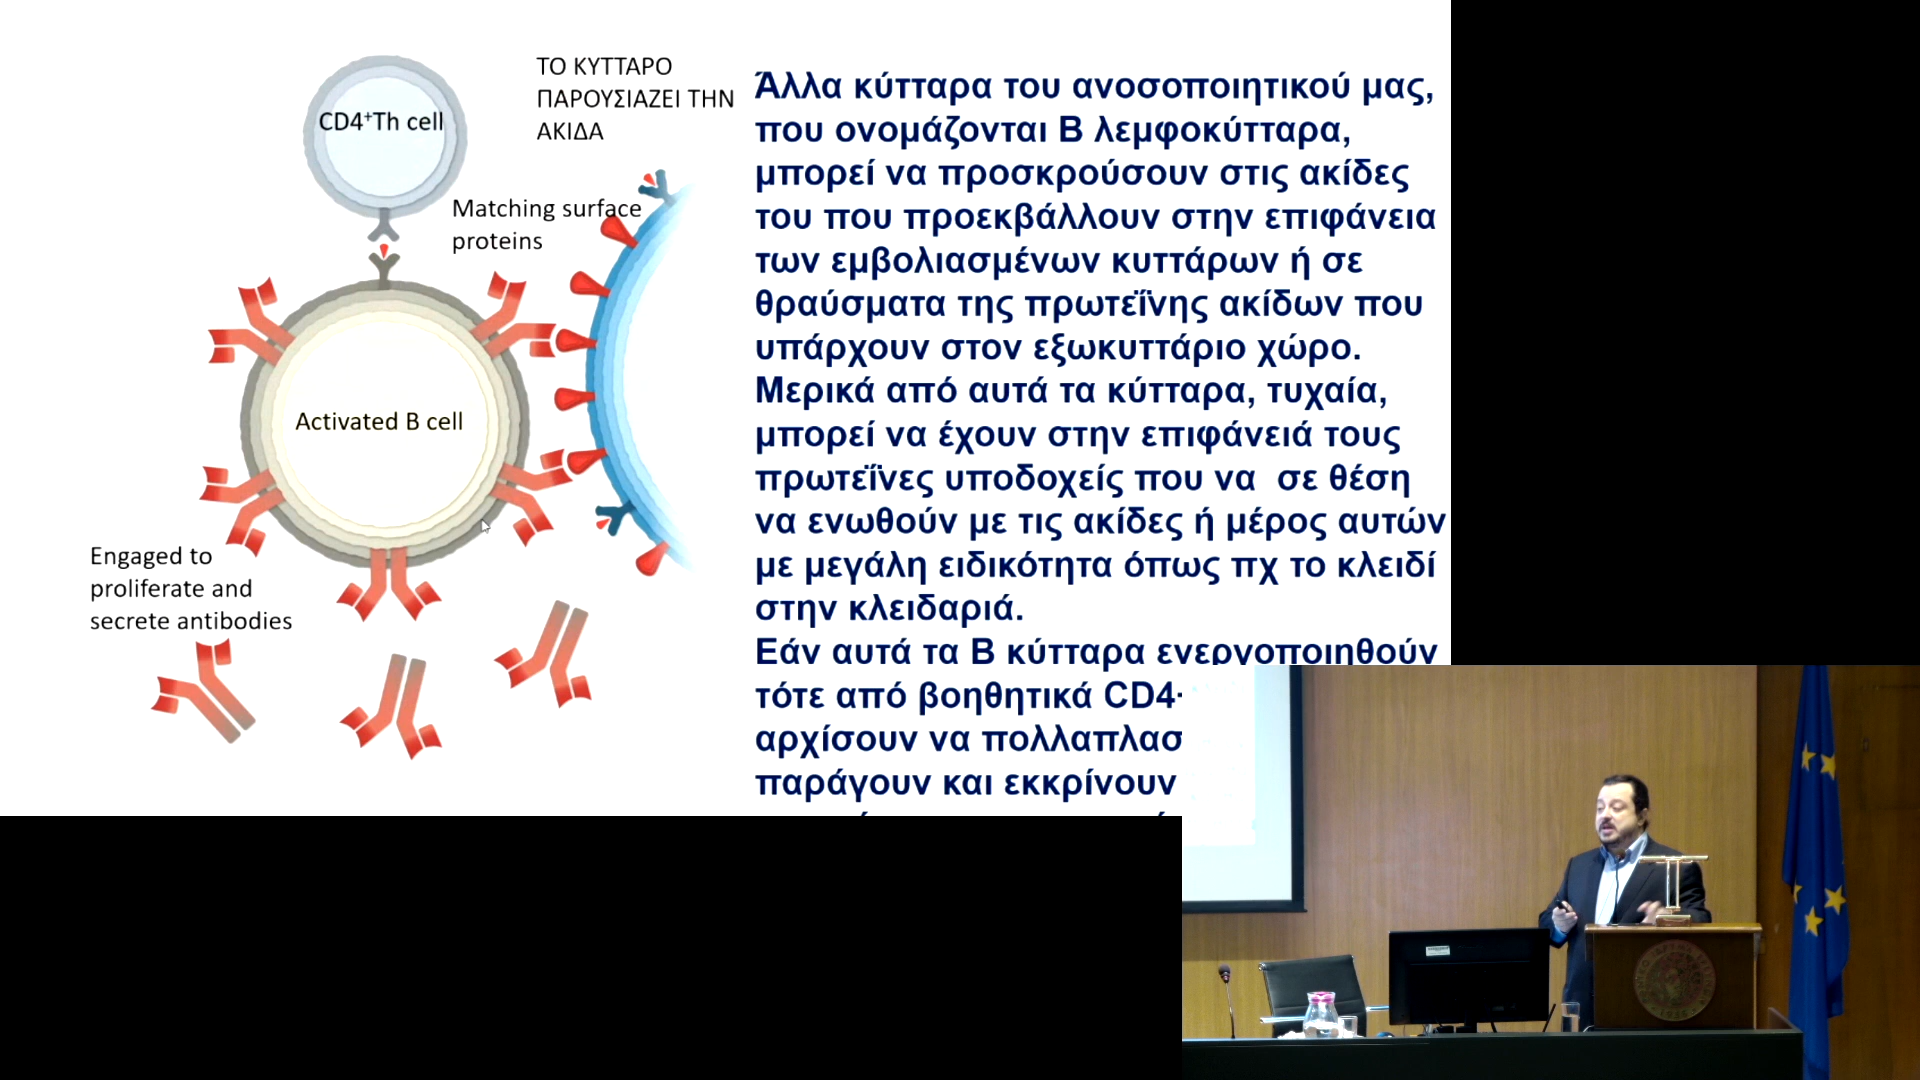 CD4⁺Th cell
ΤΟ ΚΥΤΤΑΡΟ
ΠΑΡΟΥΣΙΑΖΕΙ ΤΗΝ
ΑΚΙΔΑ
Matching surface
proteins
Activated B cell
Engaged to
proliferate and
secrete antibodies
Άλλα κύτταρα του ανοσοποιητικού μας,
που ονομάζονται Β λεμφοκύτταρα,
μπορεί να προσκρούσουν στις ακίδες
του που προεκβάλλουν στην επιφάνεια
των εμβολιασμένων κυττάρων ή σε
θραύσματα της πρωτεΐνης ακίδων που
υπάρχουν στον εξωκυττάριο χώρο.
Μερικά από αυτά τα κύτταρα, τυχαία,
μπορεί να έχουν στην επιφάνειά τους
πρωτεΐνες υποδοχείς που να σε θέση
να ενωθούν με τις ακίδες ή μέρος αυτών
με μεγάλη ειδικότητα όπως πχ το κλειδί
στην κλειδαριά.
Εάν αυτά τα Β κύτταρα ενεργοποιηθούν
τότε από βοηθητικά CD4
αρχίσουν να πολλαπλασ
παράγουν και εκκρίνουν